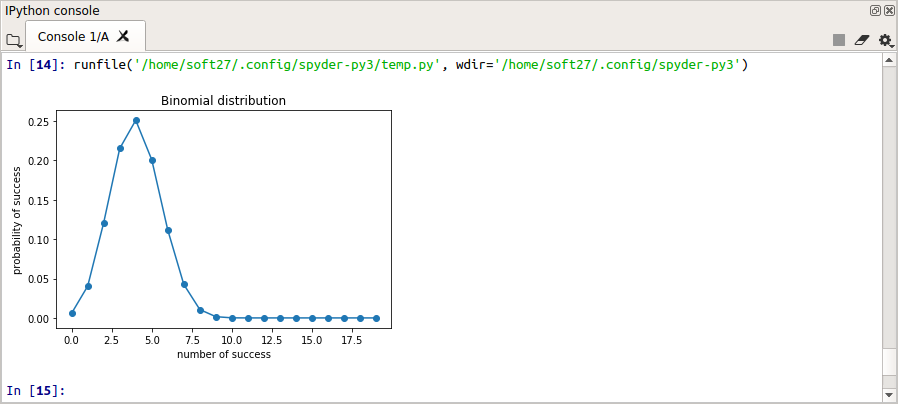 IPython console
Console 1/A
In [14]: runfile('/home/soft27/.config/spyder-py3/temp.py', wdir='/home/soft27/.config/spyder-py3')
Binomial distribution
0.25
0.20
0.15
0.10
0.05
0.00
probability of success
0.0 2.5 5.0 7.5 10.0 12.5 15.0 17.5
number of success
In [15]: